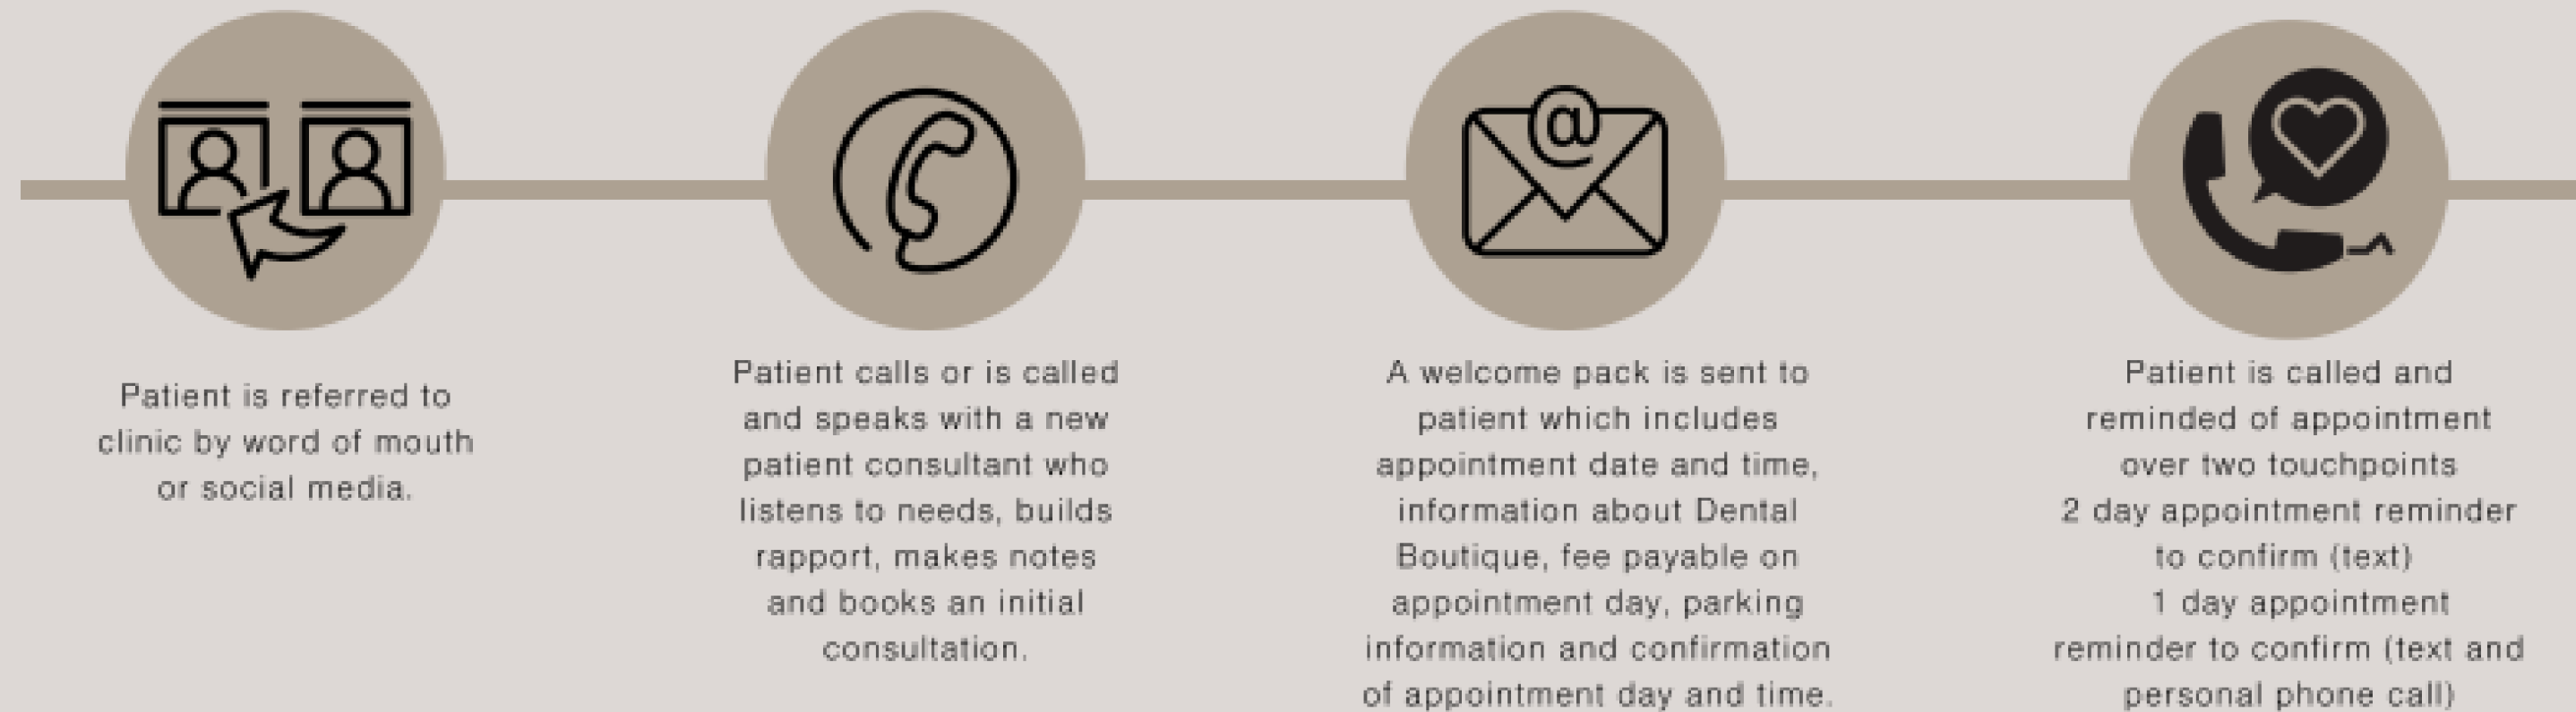 Patient is referred to
clinic by word of mouth
or social media.
Patient calls or is called
and speaks with a new
patient consultant who
listens to needs, builds
rapport, makes notes
and books an initial
consultation.
@
A welcome pack is sent to
patient which includes
appointment date and time,
information about Dental
Boutique, fee payable on
appointment day, parking
information and confirmation
of appointment day and time.
Patient is called and
reminded of appointment
over two touchpoints
2 day appointment reminder
to confirm (text)
1 day appointment
reminder to confirm (text and
personal phone call)